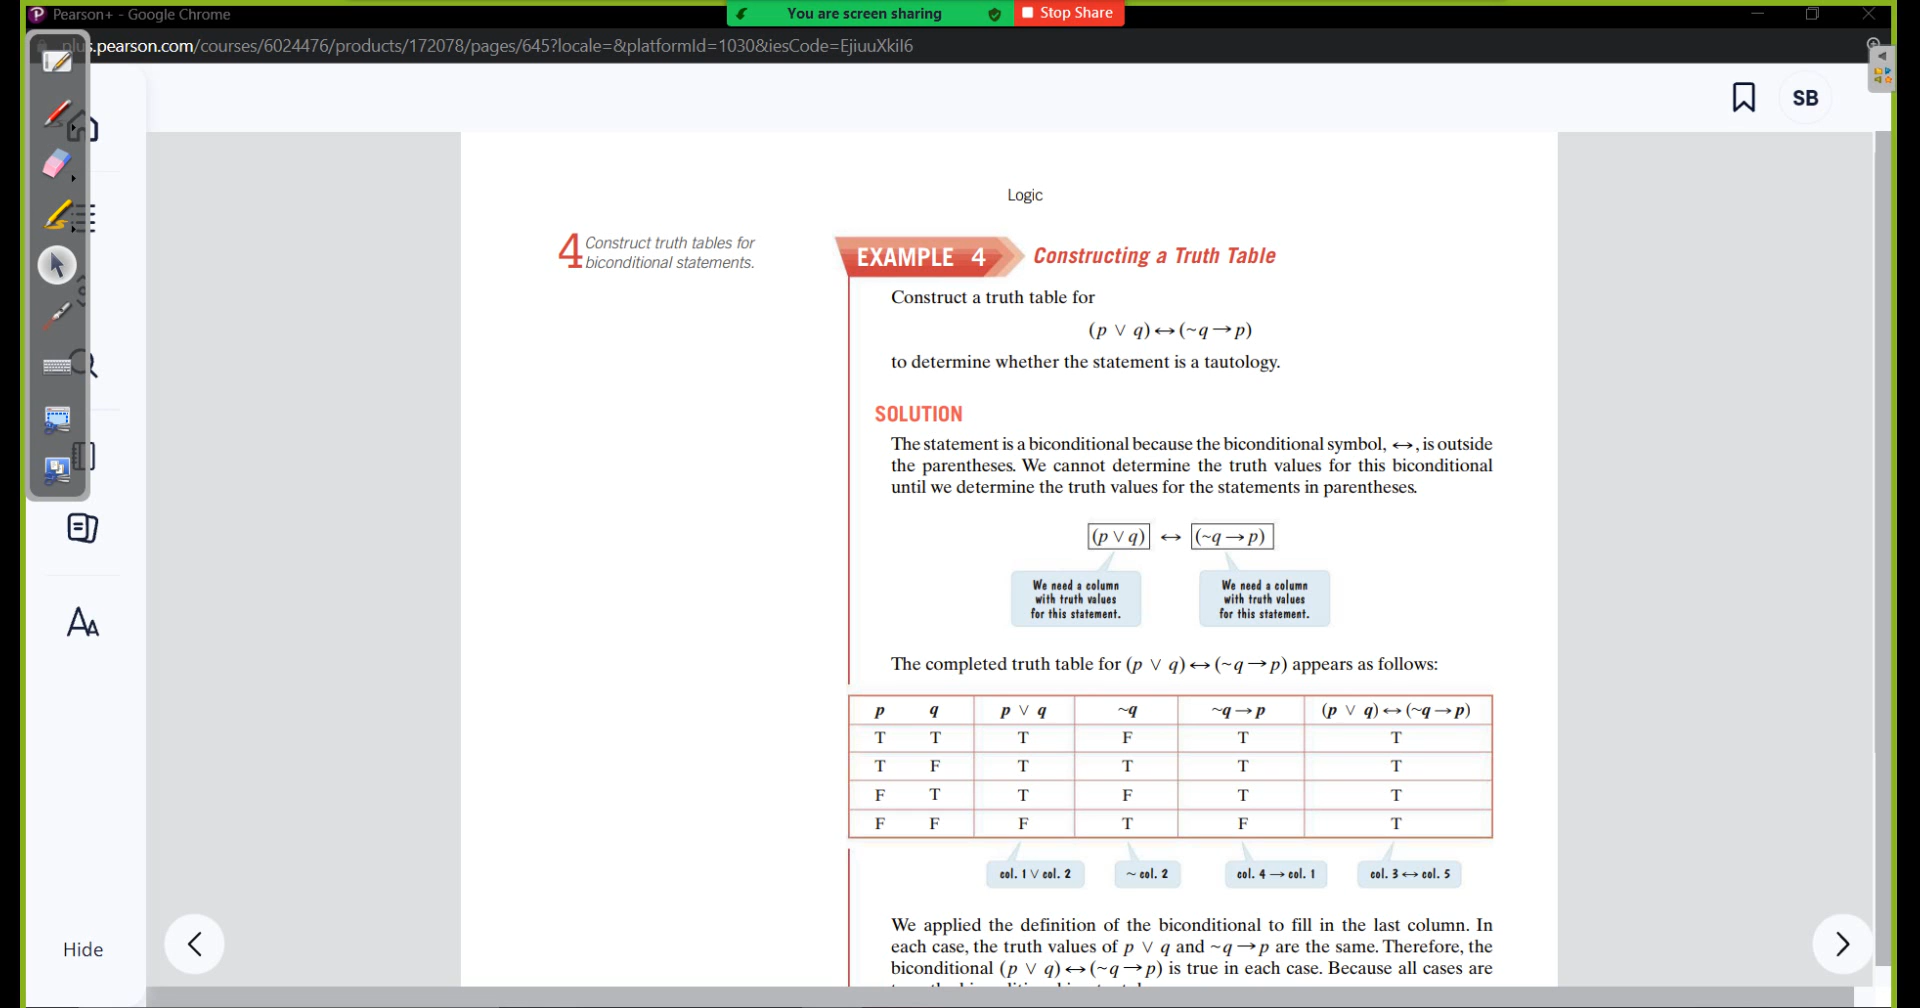 Pearson+ - Google Chrome
You are screen sharing
Stop Share
plus.pearson.com/courses/6024476/products/172078/pages/645?locale=&platformId=1030&iesCode=EjiuuXkiI6
SB
Logic
4 Construct truth tables for
biconditional statements.
EXAMPLE 4 Constructing a Truth Table
Construct a truth table for
(p ∨ q)↔(~q→p)
to determine whether the statement is a tautology.
SOLUTION
The statement is a biconditional because the biconditional symbol, ↔, is outside
the parentheses. We cannot determine the truth values for this biconditional
until we determine the truth values for the statements in parentheses.
(p ∨ q) ↔ (~q→p)
We need a column
with truth values
for this statement.
We need a column
with truth values
for this statement.
The completed truth table for (p ∨ q)↔(~q→p) appears as follows:
p q p ∨ q ~q ~q→p (p ∨ q)↔(~q→p)
T T T F T T
T F T T T T
F T T F T T
F F F T F T
col. 1 ∨ col. 2 ~ col. 2 col. 4 → col. 1 col. 3 ↔ col. 5
We applied the definition of the biconditional to fill in the last column. In
each case, the truth values of p ∨ q and ~q→p are the same. Therefore, the
biconditional (p ∨ q)↔(~q→p) is true in each case. Because all cases are
Hide